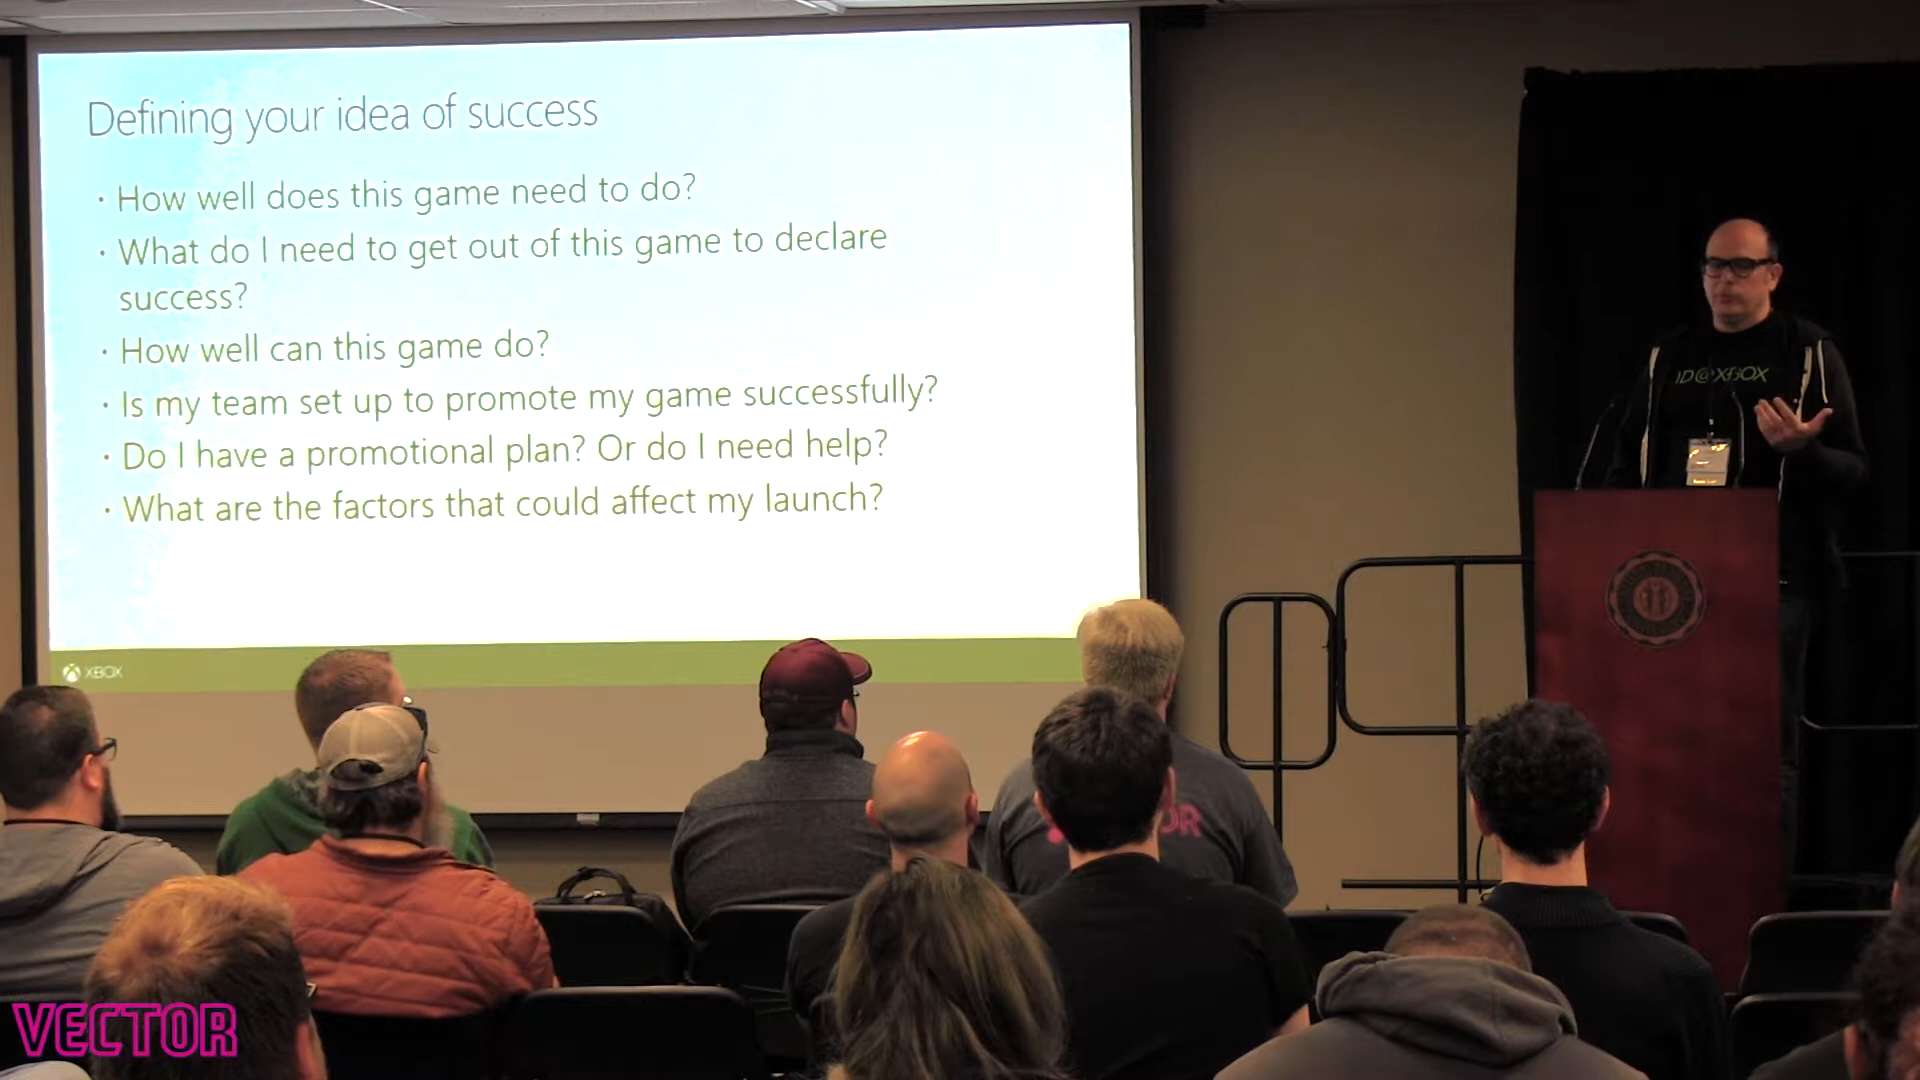 Defining your idea of success
· How well does this game need to do?
· What do I need to get out of this game to declare
success?
· How well can this game do?
· Is my team set up to promote my game successfully?
· Do I have a promotional plan? Or do I need help?
· What are the factors that could affect my launch?
XBOX
ID@XBOX
OR
VECTOR